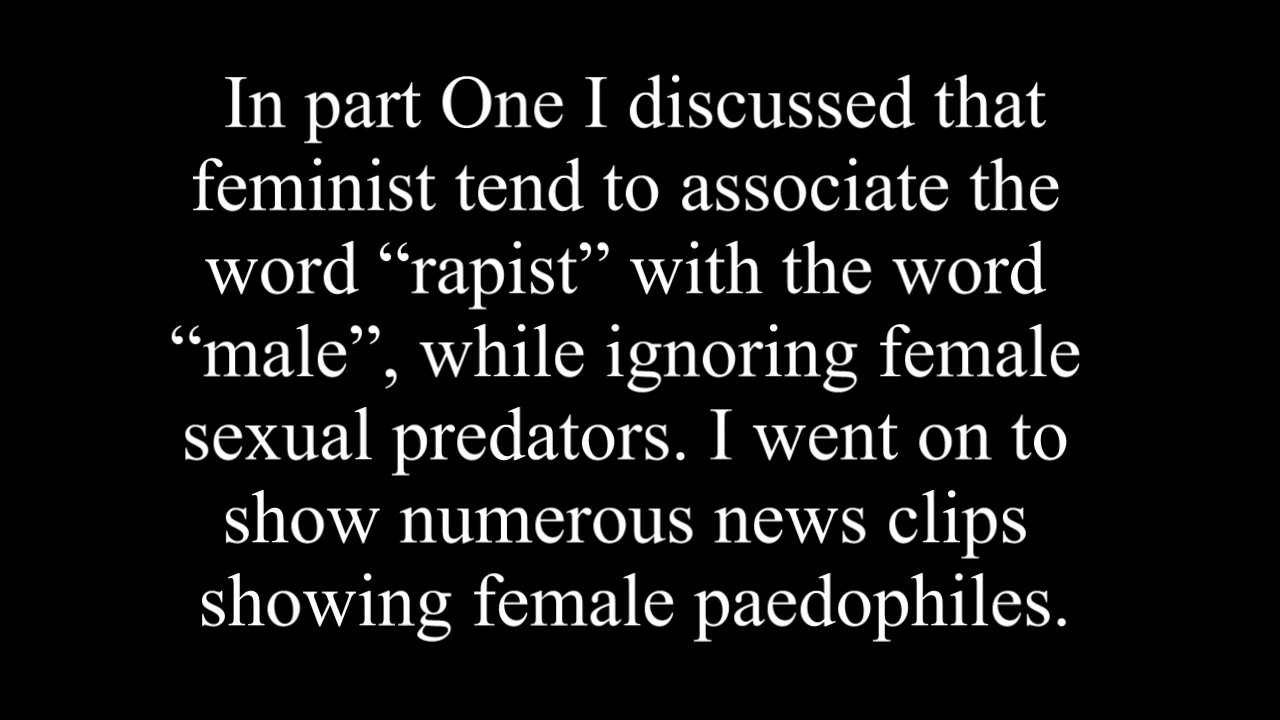 In part One I discussed that
feminist tend to associate the
word “rapist” with the word
“male”, while ignoring female
sexual predators. I went on to
show numerous news clips
showing female paedophiles.